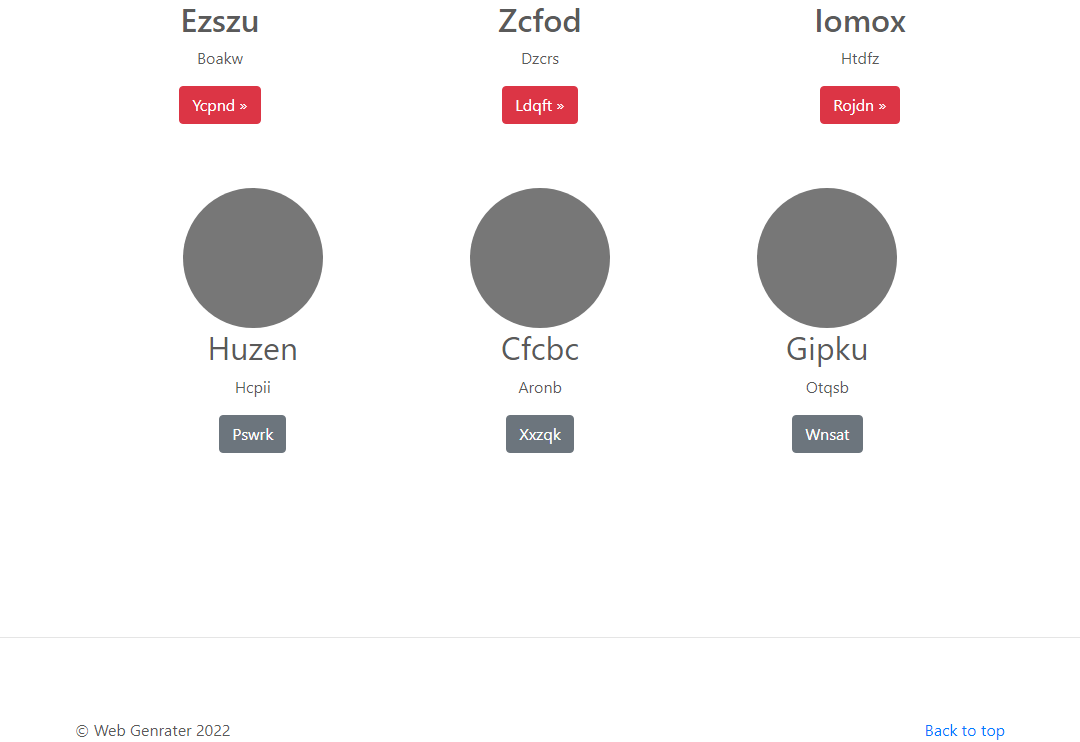 Ezszu
Boakw
Ycpnd »
Zcfod
Dzcrs
Ldqft »
Iomox
Htdfz
Rojdn »
Huzen
Hcpii
Pswrk
Cfcbc
Aronb
Xxzqk
Gipku
Otqsb
Wnsat
© Web Genrater 2022
Back to top